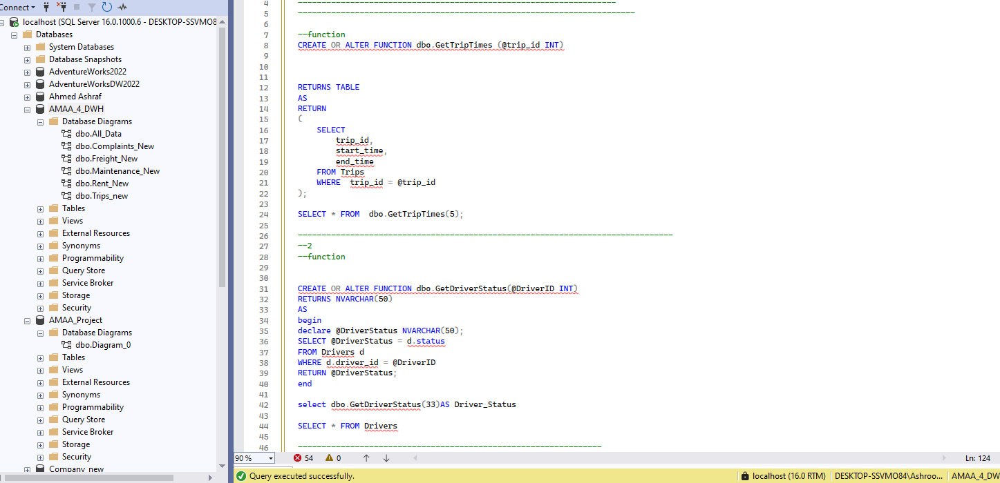 Connect
localhost (SQL Server 16.0.1000.6 - DESKTOP-SSVMO8
Databases
System Databases
Database Snapshots
AdventureWorks2022
AdventureWorksDW2022
Ahmed Ashraf
AMAA_4_DWH
Database Diagrams
dbo.All_Data
dbo.Complaints_New
dbo.Freight_New
dbo.Maintenance_New
dbo.Rent_New
dbo.Trips_new
Tables
Views
External Resources
Synonyms
Programmability
Query Store
Service Broker
Storage
Security
AMAA_Project
Database Diagrams
dbo.Diagram_0
Tables
Views
External Resources
Synonyms
Programmability
Query Store
Service Broker
Storage
Security
Company_new
4 -------------------------------------------------------------------
5 -----------------------------------------------------------------------
6
7 --function
8 CREATE OR ALTER FUNCTION dbo.GetTripTimes (@trip_id INT)
9
10
11
12 RETURNS TABLE
13 AS
14 RETURN
15 (
16 SELECT
17 trip_id,
18 start_time,
19 end_time
20 FROM Trips
21 WHERE trip_id = @trip_id
22 );
23
24 SELECT * FROM dbo.GetTripTimes(5);
25
26 -------------------------------------------------------------------------------
27 --2
28 --function
29
30
31 CREATE OR ALTER FUNCTION dbo.GetDriverStatus(@DriverID INT)
32 RETURNS NVARCHAR(50)
33 AS
34 begin
35 declare @DriverStatus NVARCHAR(50);
36 SELECT @DriverStatus = d.status
37 FROM Drivers d
38 WHERE d.driver_id = @DriverID
39 RETURN @DriverStatus;
40 end
41
42 select dbo.GetDriverStatus(33)AS Driver_Status
43
44 SELECT * FROM Drivers
45
46 ----------------------------------------------------------------
90 % 54 0 Ln: 124
Query executed successfully. localhost (16.0 RTM) DESKTOP-SSVMO84\Ashroo... AMAA_4_DW